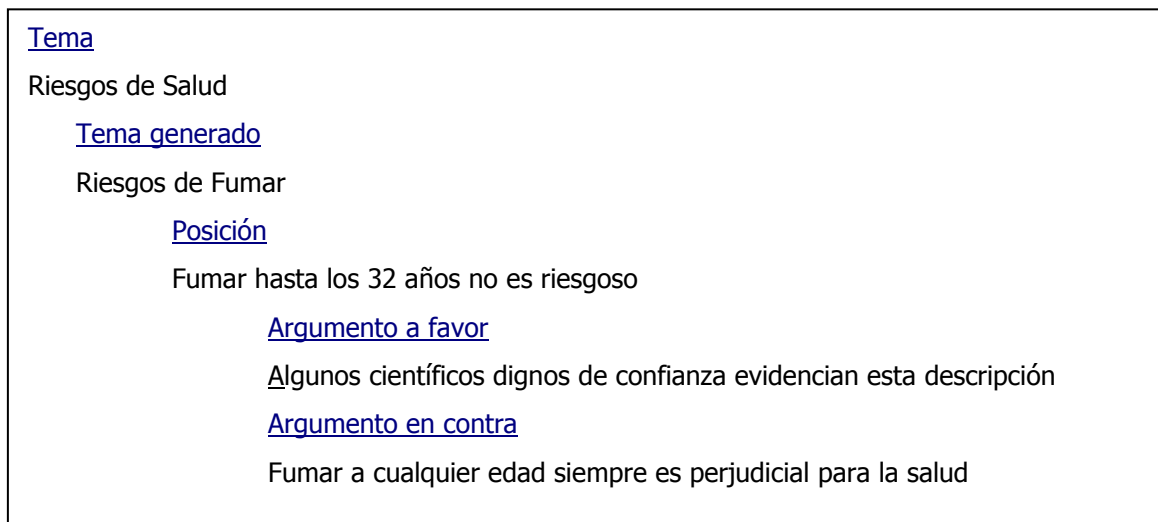 Tema
Riesgos de Salud
Tema generado
Riesgos de Fumar
Posición
Fumar hasta los 32 años no es riesgoso
Argumento a favor
Algunos científicos dignos de confianza evidencian esta descripción
Argumento en contra
Fumar a cualquier edad siempre es perjudicial para la salud